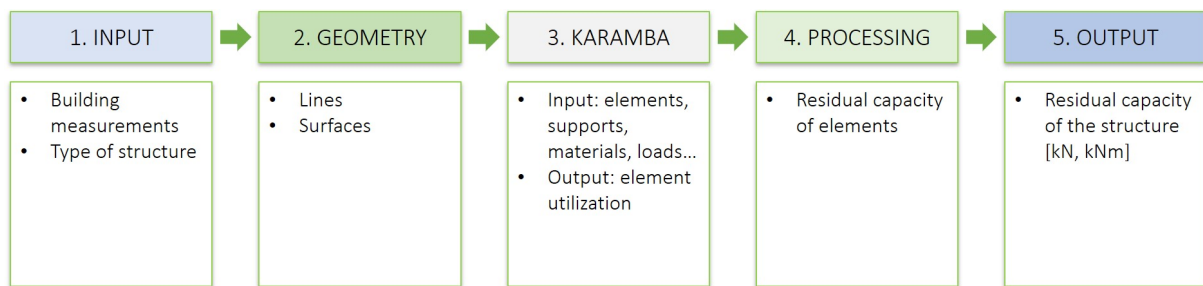 1. INPUT
2. GEOMETRY
3. KARAMBA
4. PROCESSING
5. OUTPUT
• Building
measurements
• Type of structure
• Lines
• Surfaces
• Input: elements,
supports,
materials, loads…
• Output: element
utilization
• Residual capacity
of elements
• Residual capacity
of the structure
[kN, kNm]